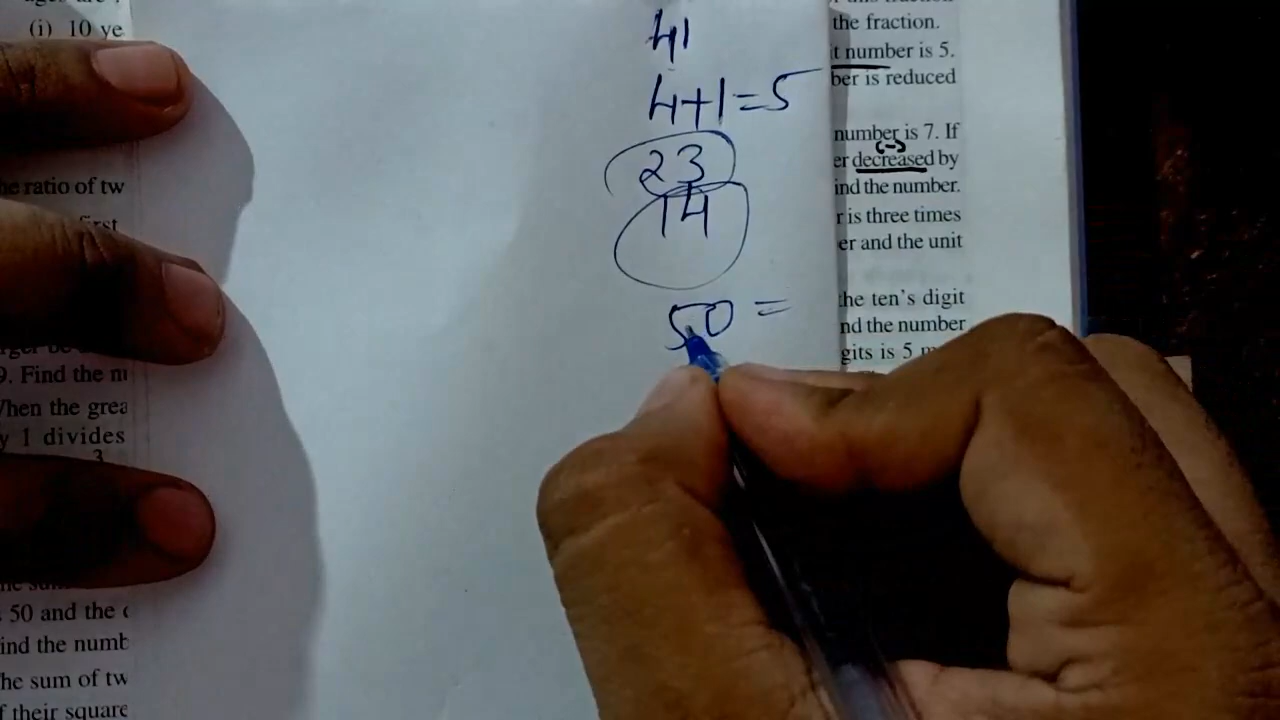 (i) 10 ye
he ratio of tw
9. Find the
When the grea
y 1 divides
3
50 and the
ind the numb
he sum of tw
f their square
41
4+1=5
23
14
50 =
the fraction.
t number is 5.
ber is reduced
number is 7. If
(-)
er decreased by
ind the number.
r is three times
er and the unit
the ten's digit
nd the number
gits is 5